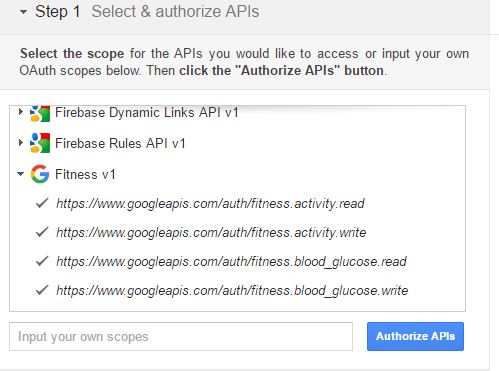 Step 1 Select & authorize APIs
Select the scope for the APIs you would like to access or input your own
OAuth scopes below. Then click the "Authorize APIs" button.
Firebase Dynamic Links API v1
Firebase Rules API v1
Fitness v1
https://www.googleapis.com/auth/fitness.activity.read
https://www.googleapis.com/auth/fitness.activity.write
https://www.googleapis.com/auth/fitness.blood_glucose.read
https://www.googleapis.com/auth/fitness.blood_glucose.write
Input your own scopes Authorize APIs